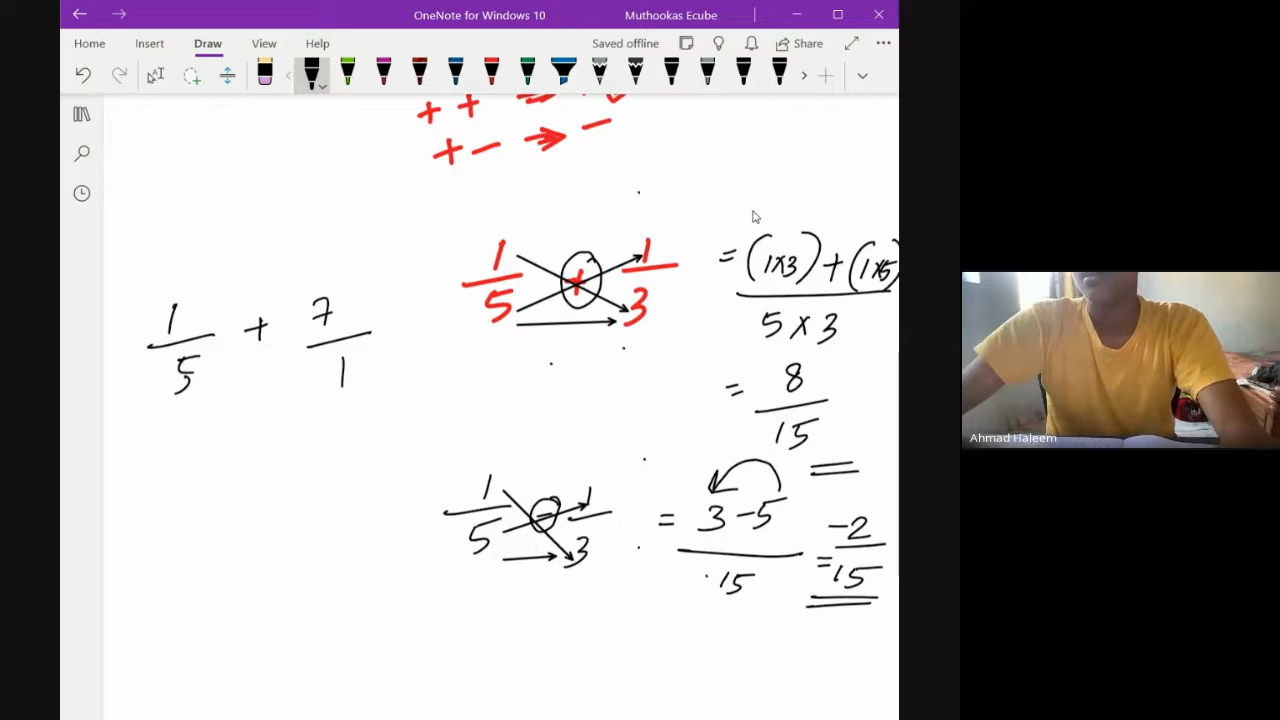 OneNote for Windows 10
Muthookas Ecube
Home Insert Draw View Help
Saved offline
Share
+ +
+ − ⇒ −
1/5 + 1/3 = (1×3) + (1×5) / 5 × 3
= 8/15
1/5 + 7/1
1/5 − 1/3 = 3 − 5 / 15 = −2/15
Ahmad Haleem